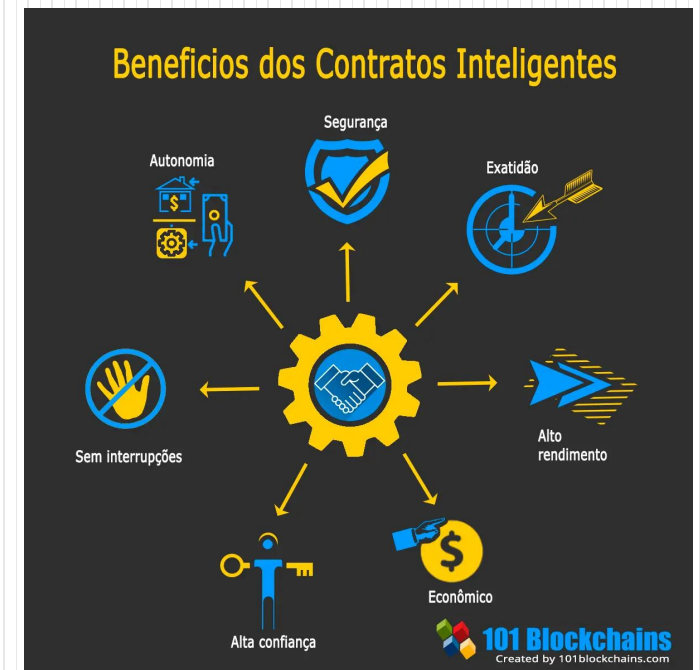 Beneficios dos Contratos Inteligentes
Segurança
Autonomia
Exatidão
$
Sem interrupções
Alto
rendimento
$
Econômico
Alta confiança
101 Blockchains
Created by 101blockchains.com